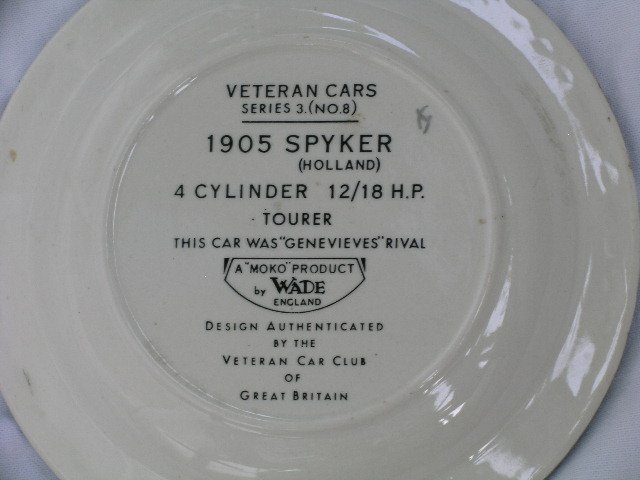 VETERAN CARS
SERIES 3.(NO.8)
1905 SPYKER
(HOLLAND)
4 CYLINDER 12/18 H.P.
TOURER
THIS CAR WAS "GENEVIEVES" RIVAL
A "MOKO" PRODUCT
by WADE
ENGLAND
DESIGN AUTHENTICATED
BY THE
VETERAN CAR CLUB
OF
GREAT BRITAIN